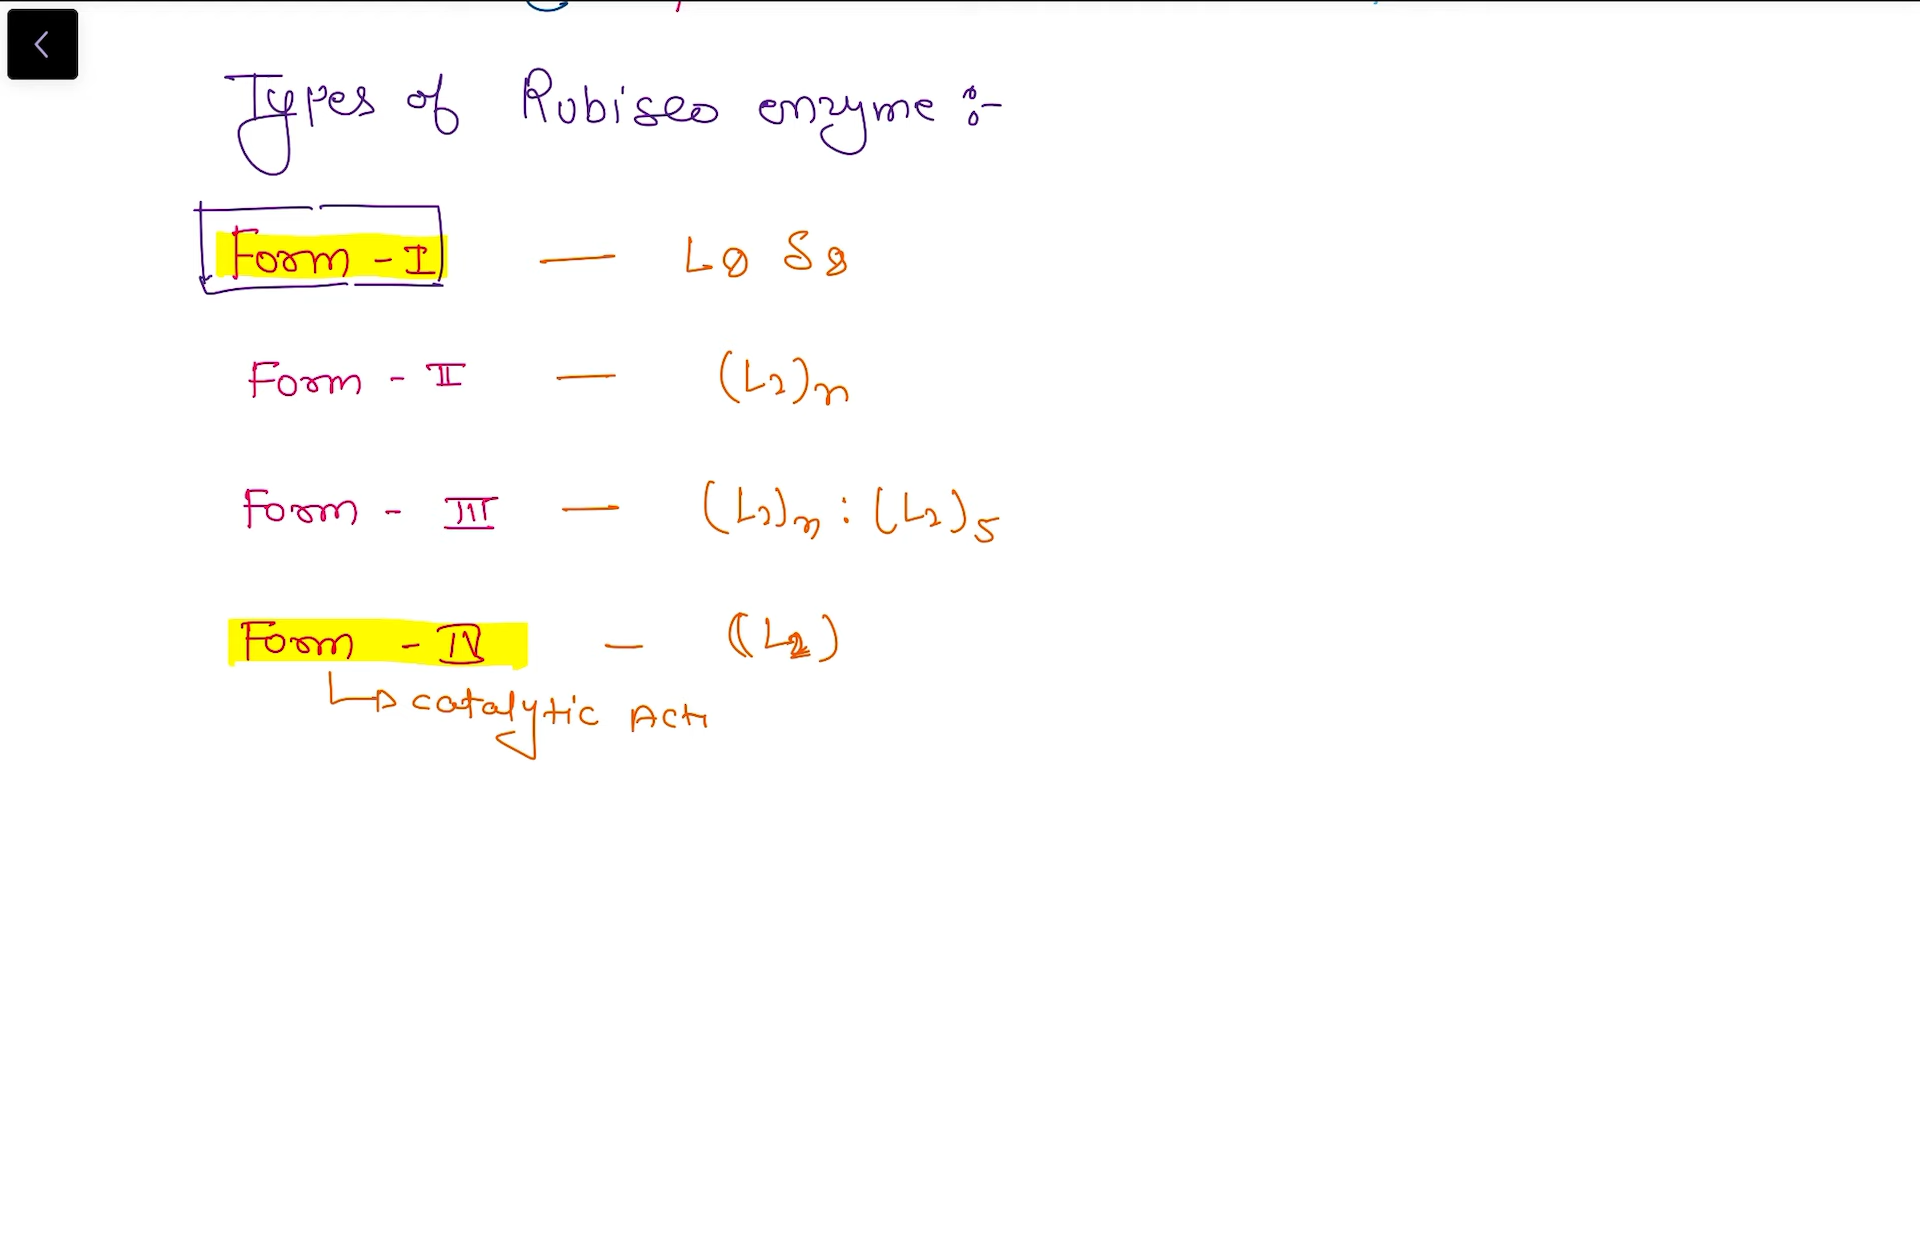 Types of Rubisco enzyme :-
Form - I — L8 S8
Form - II — (L2)n
Form - III — (L2)n : (L2)5
Form - IV — (L2)
↳ catalytic Acti